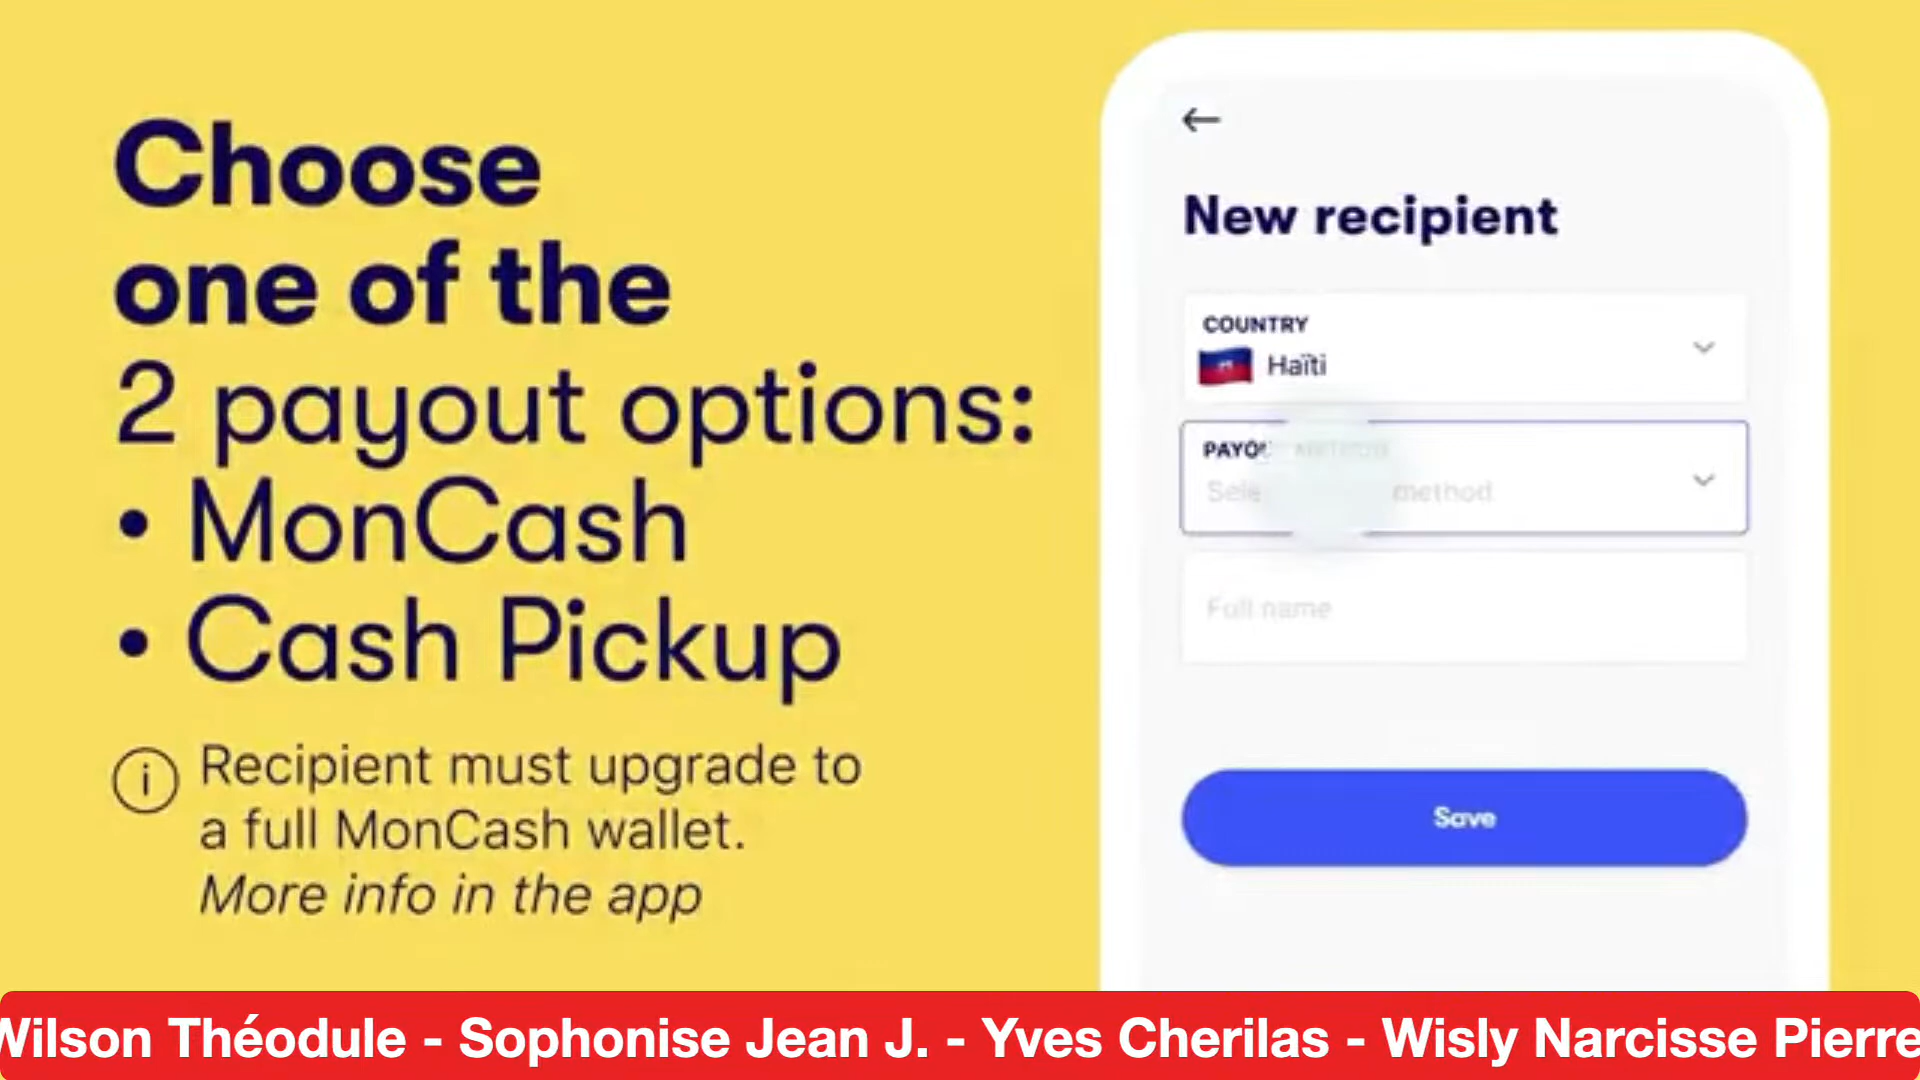 Choose
one of the
2 payout options:
• MonCash
• Cash Pickup
Recipient must upgrade to
a full MonCash wallet.
More info in the app
New recipient
COUNTRY
Haïti
method
Full name
Save
Wilson Théodule - Sophonise Jean J. - Yves Cherilas - Wisly Narcisse Pierre